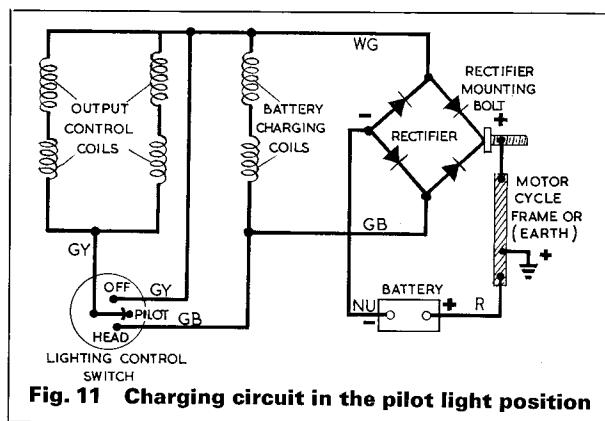 WG
RECTIFIER
MOUNTING
BOLT
OUTPUT
CONTROL
COILS
BATTERY
CHARGING
COILS
-
RECTIFIER
+
MOTOR
CYCLE
FRAME OR
(EARTH)
+
GY
GB
OFF
GY
PILOT
GB
HEAD
LIGHTING CONTROL
SWITCH
BATTERY
NU
-
+
R
Fig. 11 Charging circuit in the pilot light position